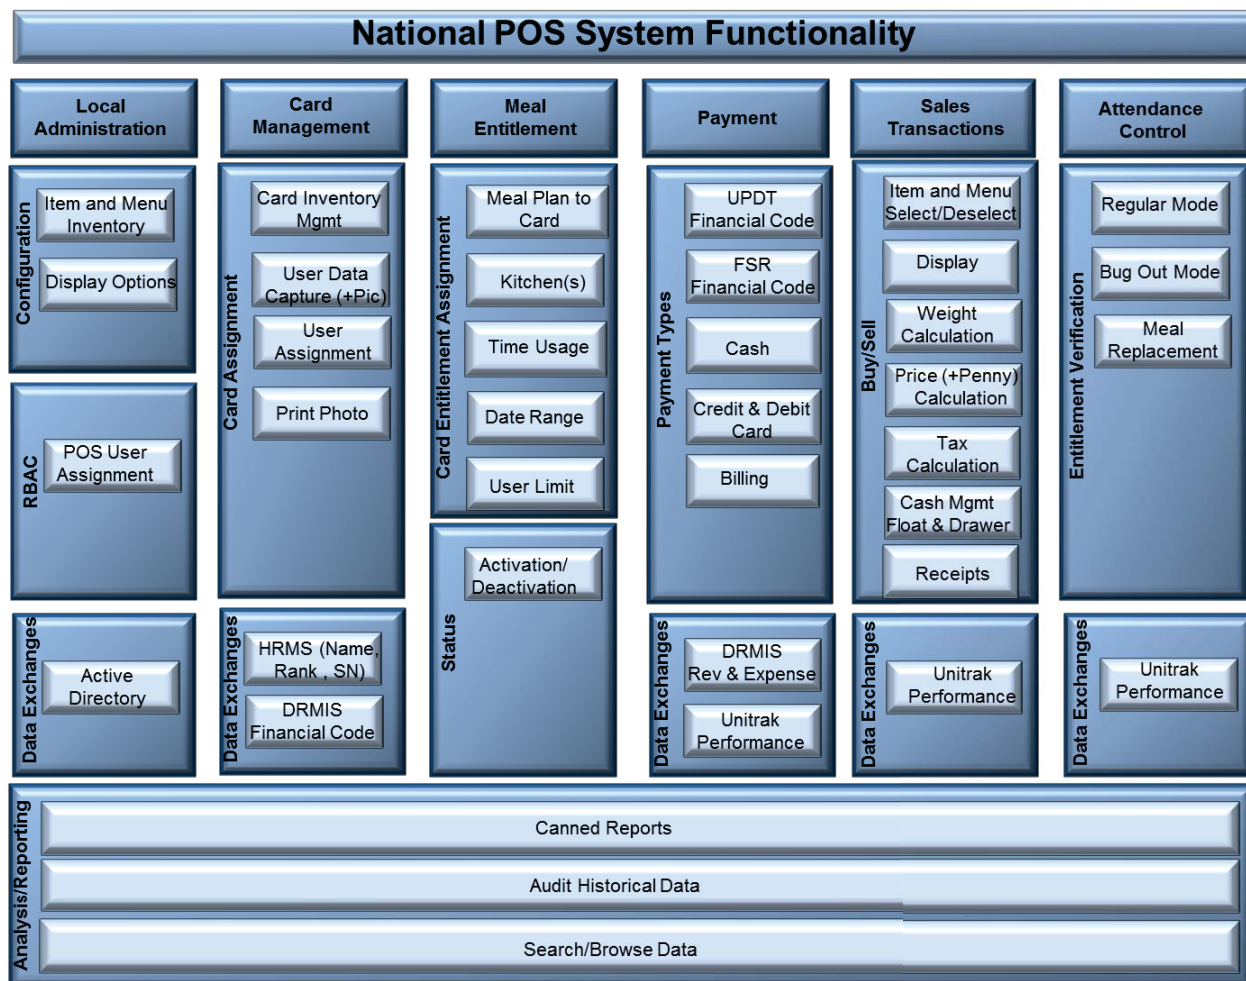 National POS System Functionality
Local
Administration
Card
Management
Meal
Entitlement
Payment
Sales
Transactions
Attendance
Control
Configuration
Item and Menu
Inventory
Display Options
RBAC
POS User
Assignment
Data Exchanges
Active
Directory
Card Assignment
Card Inventory
Mgmt
User Data
Capture (+Pic)
User
Assignment
Print Photo
Data Exchanges
HRMS (Name,
Rank , SN)
DRMIS
Financial Code
Card Entitlement Assignment
Meal Plan to
Card
Kitchen(s)
Time Usage
Date Range
User Limit
Status
Activation/
Deactivation
Payment Types
UPDT
Financial Code
FSR
Financial Code
Cash
Credit & Debit
Card
Billing
Data Exchanges
DRMIS
Rev & Expense
Unitrak
Performance
Buy/Sell
Item and Menu
Select/Deselect
Display
Weight
Calculation
Price (+Penny)
Calculation
Tax
Calculation
Cash Mgmt
Float & Drawer
Receipts
Data Exchanges
Unitrak
Performance
Entitlement Verification
Regular Mode
Bug Out Mode
Meal
Replacement
Data Exchanges
Unitrak
Performance
Analysis/Reporting
Canned Reports
Audit Historical Data
Search/Browse Data